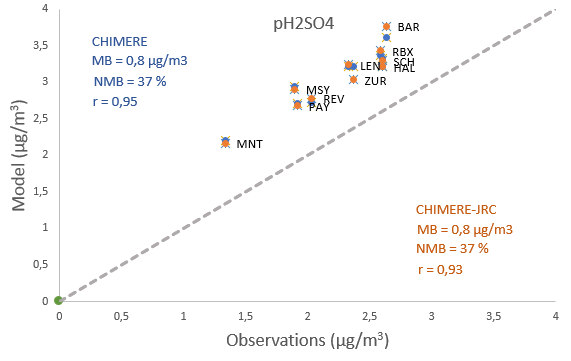 pH2SO4
CHIMERE
MB = 0,8 µg/m3
NMB = 37 %
r = 0,95
BAR
RBX
LEN
SCH
HAL
ZUR
MSY
REV
PAY
MNT
CHIMERE-JRC
MB = 0,8 µg/m3
NMB = 37 %
r = 0,93
Model (µg/m³)
4
3,5
3
2,5
2
1,5
1
0,5
0
0 0,5 1 1,5 2 2,5 3 3,5 4
Observations (µg/m³)